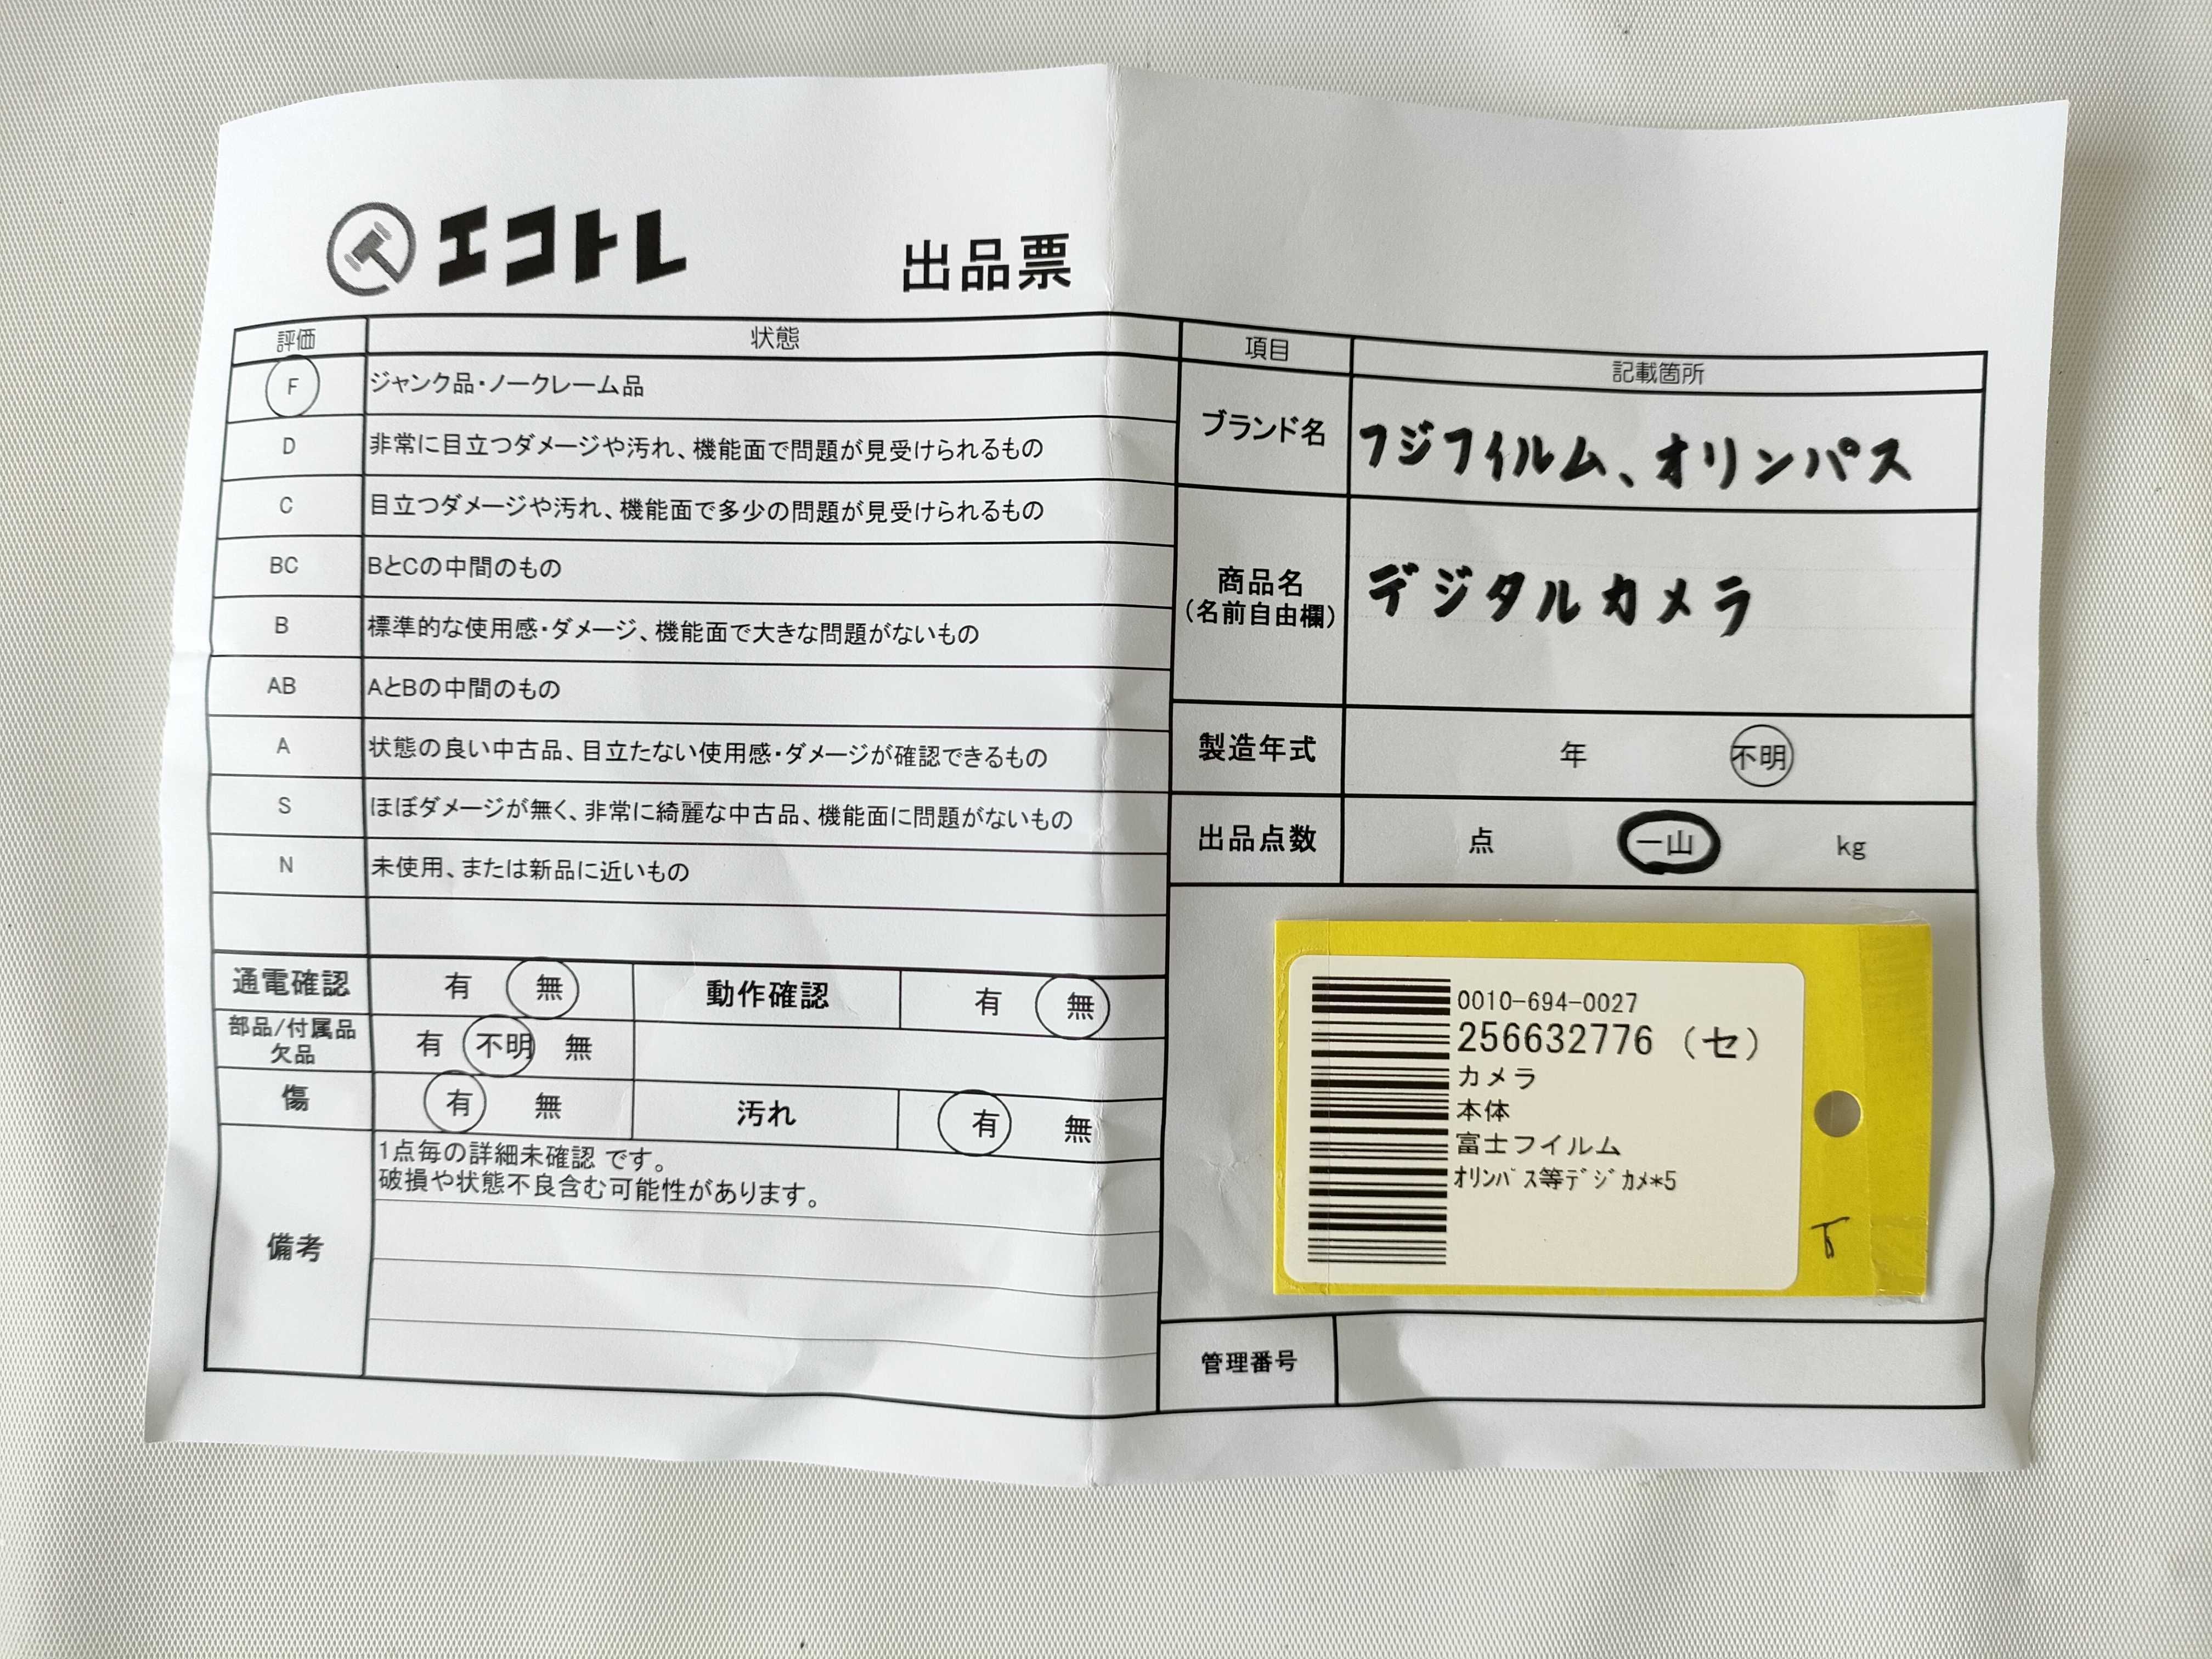 エコトレ
出品票
評価 状態
F ジャンク品・ノークレーム品
D 非常に目立つダメージや汚れ、機能面で問題が見受けられるもの
C 目立つダメージや汚れ、機能面で多少の問題が見受けられるもの
BC BとCの中間のもの
B 標準的な使用感・ダメージ、機能面で大きな問題がないもの
AB AとBの中間のもの
A 状態の良い中古品、目立たない使用感・ダメージが確認できるもの
S ほぼダメージが無く、非常に綺麗な中古品、機能面に問題がないもの
N 未使用、または新品に近いもの
通電確認 有 無 動作確認 有 無
部品/付属品
欠品 有 不明 無
傷 有 無 汚れ 有 無
備考
1点毎の詳細未確認 です。
破損や状態不良含む可能性があります。
項目 記載箇所
ブランド名 フジフイルム、オリンパス
商品名
(名前自由欄) デジタルカメラ
製造年式 年 不明
出品点数 点 一山 kg
0010-694-0027
256632776 (セ)
カメラ
本体
富士フイルム
ｵﾘﾝﾊﾟｽ等ﾃﾞｼﾞｶﾒ*5
管理番号